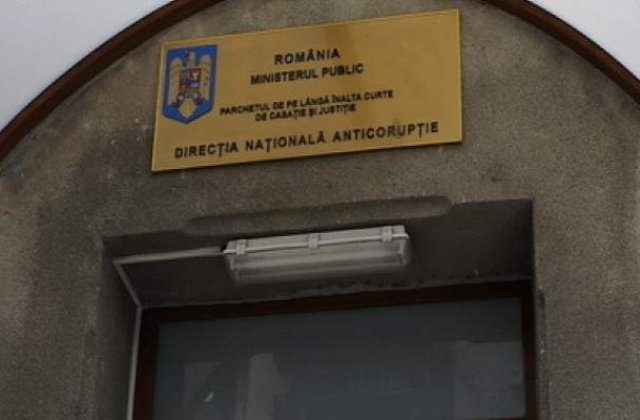 ROMÂNIA
MINISTERUL PUBLIC
PARCHETUL DE PE LÂNGĂ ÎNALTA CURTE
DE CASAȚIE ȘI JUSTIȚIE
DIRECȚIA NAȚIONALĂ ANTICORUPȚIE